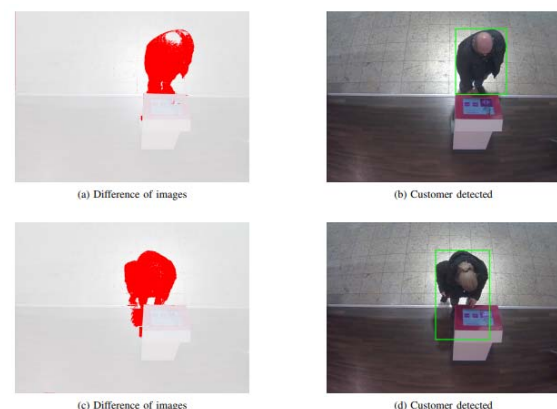 (a) Difference of images
(b) Customer detected
(c) Difference of images
(d) Customer detected